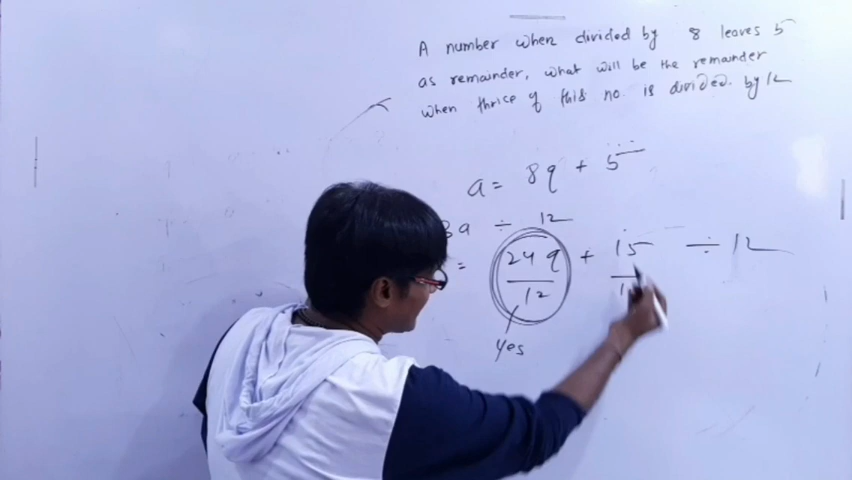 A number when divided by 8 leaves 5
as remainder, what will be the remainder
when thrice of this no. is divided by 12
a = 8q + 5
3a ÷ 12
= 24q/12 + 15/1 ÷ 12
yes